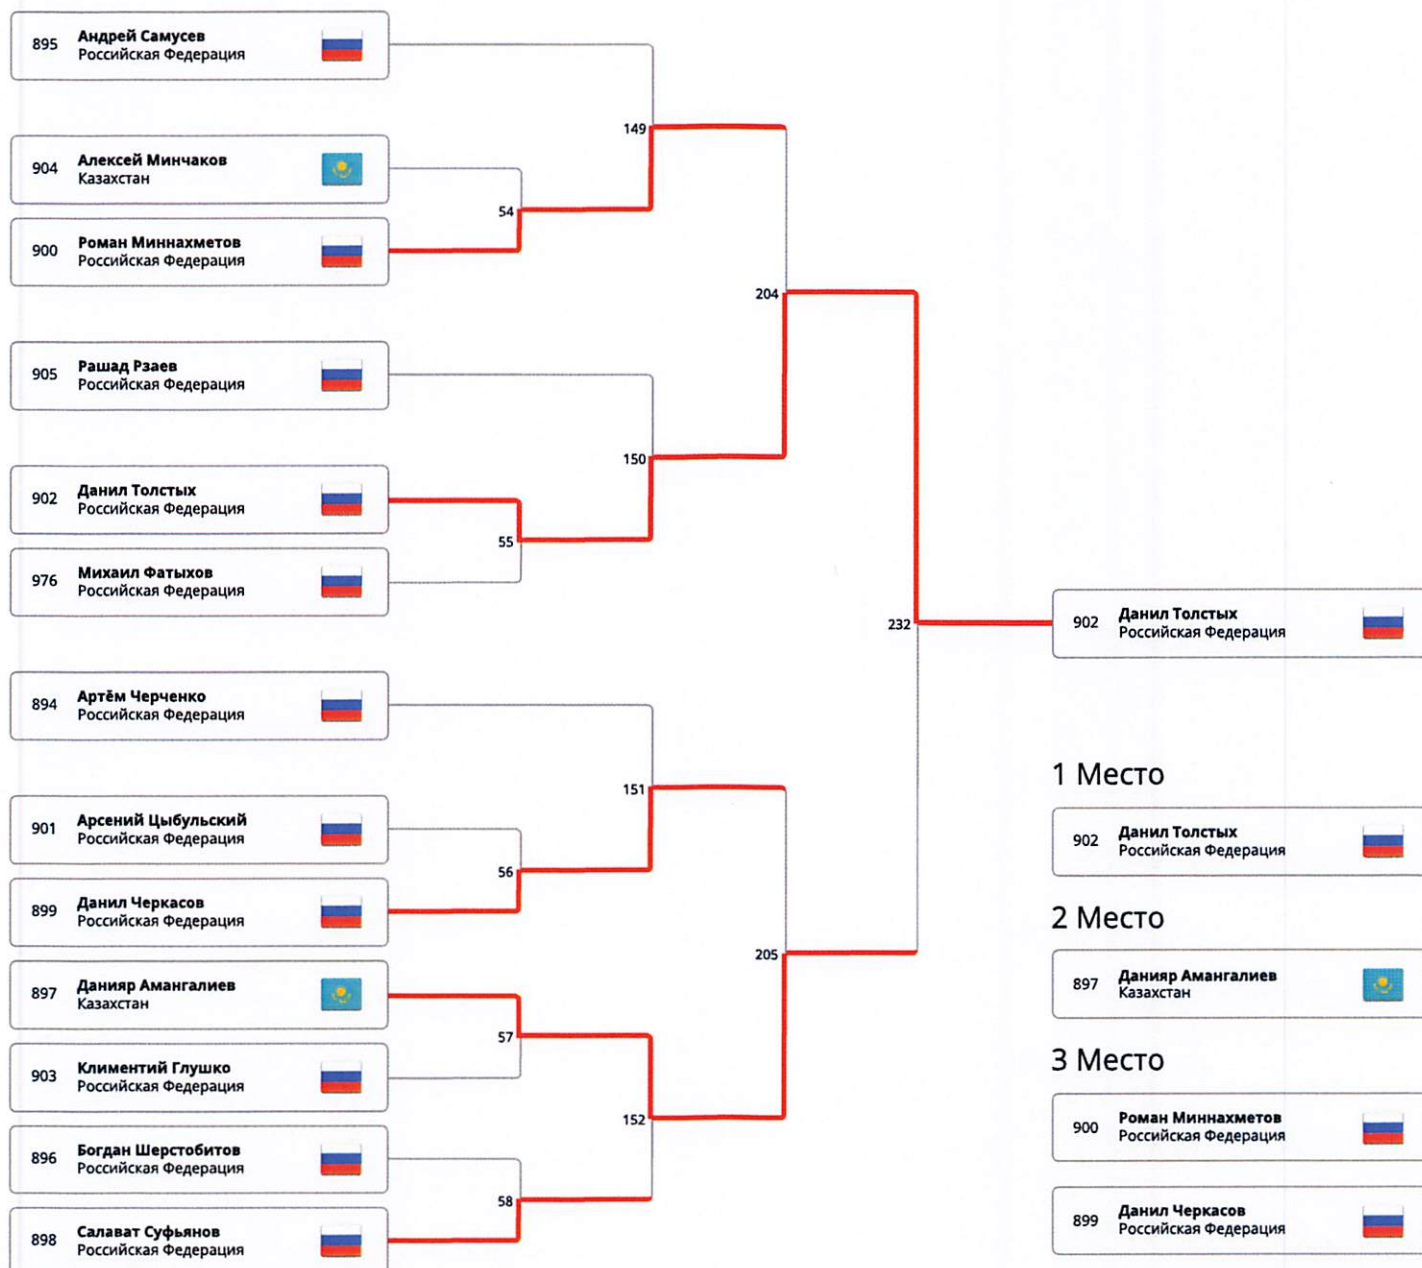 895
Андрей Самусев
Российская Федерация
904
Алексей Минчаков
Казахстан
900
Роман Миннахметов
Российская Федерация
905
Рашад Рзаев
Российская Федерация
902
Данил Толстых
Российская Федерация
976
Михаил Фатыхов
Российская Федерация
894
Артём Черченко
Российская Федерация
901
Арсений Цыбульский
Российская Федерация
899
Данил Черкасов
Российская Федерация
897
Данияр Амангалиев
Казахстан
903
Климентий Глушко
Российская Федерация
896
Богдан Шерстобитов
Российская Федерация
898
Салават Суфьянов
Российская Федерация
54
55
56
57
58
149
150
151
152
204
205
232
902
Данил Толстых
Российская Федерация
1 Место
902
Данил Толстых
Российская Федерация
2 Место
897
Данияр Амангалиев
Казахстан
3 Место
900
Роман Миннахметов
Российская Федерация
899
Данил Черкасов
Российская Федерация